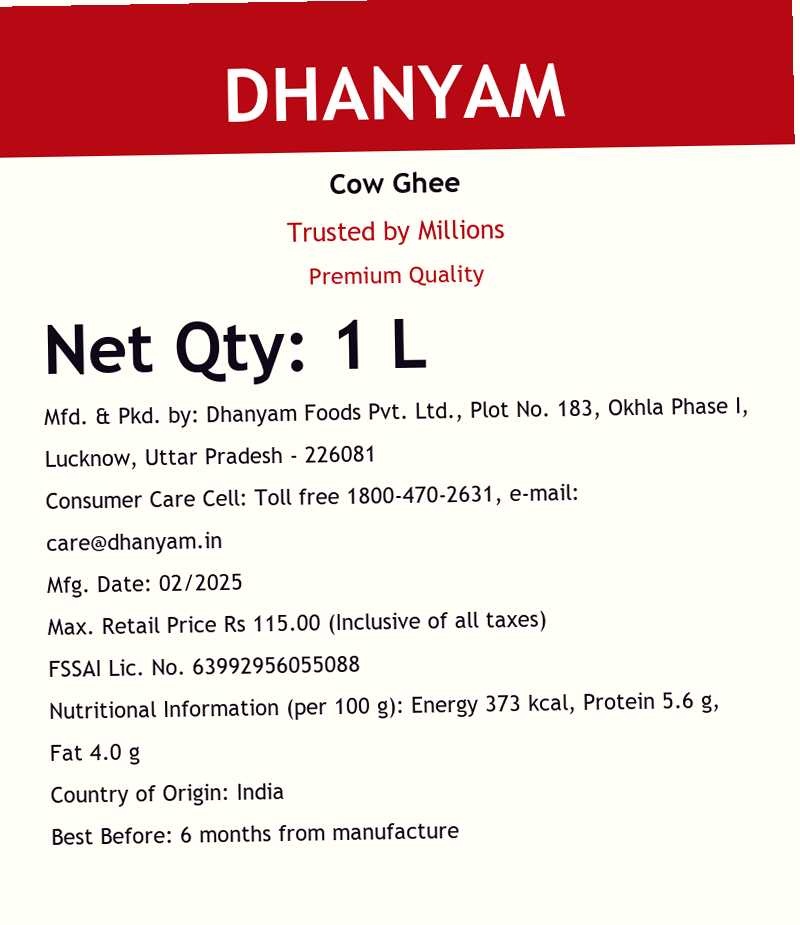 DHANYAM
Cow Ghee
Trusted by Millions
Premium Quality
Net Qty: 1 L
Mfd. & Pkd. by: Dhanyam Foods Pvt. Ltd., Plot No. 183, Okhla Phase I,
Lucknow, Uttar Pradesh - 226081
Consumer Care Cell: Toll free 1800-470-2631, e-mail:
care@dhanyam.in
Mfg. Date: 02/2025
Max. Retail Price Rs 115.00 (Inclusive of all taxes)
FSSAI Lic. No. 63992956055088
Nutritional Information (per 100 g): Energy 373 kcal, Protein 5.6 g,
Fat 4.0 g
Country of Origin: India
Best Before: 6 months from manufacture